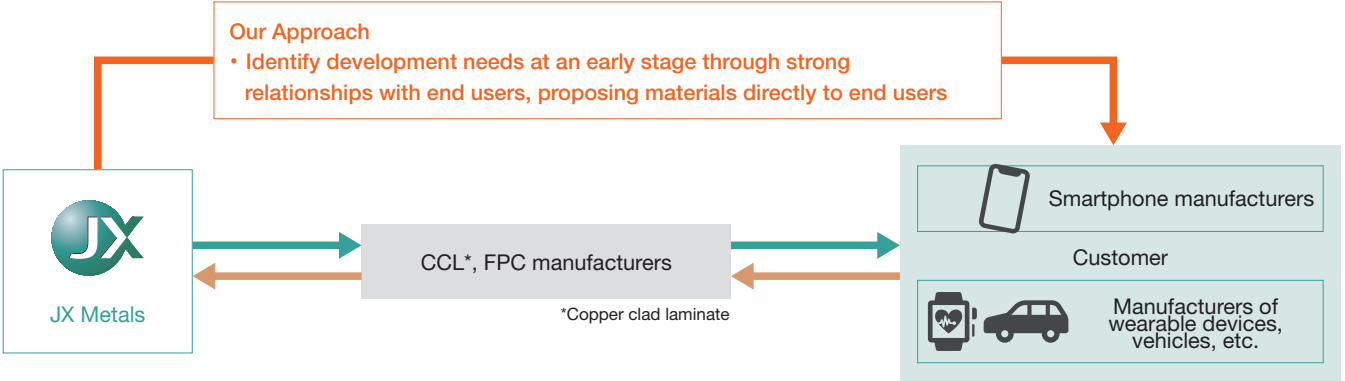 Our Approach
• Identify development needs at an early stage through strong
relationships with end users, proposing materials directly to end users
JX
JX Metals
CCL*, FPC manufacturers
*Copper clad laminate
Smartphone manufacturers
Customer
Manufacturers of
wearable devices,
vehicles, etc.